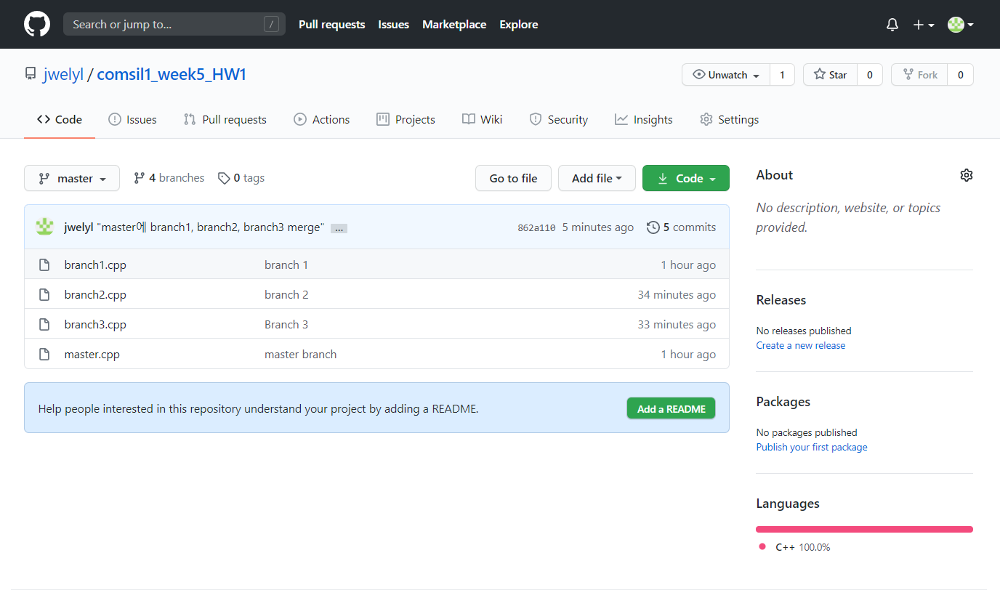 Search or jump to... / Pull requests Issues Marketplace Explore
jwelyl / comsil1_week5_HW1 Unwatch 1 Star 0 Fork 0
Code Issues Pull requests Actions Projects Wiki Security Insights Settings
master 4 branches 0 tags Go to file Add file Code
jwelyl "master에 branch1, branch2, branch3 merge" ... 862a110 5 minutes ago 5 commits
branch1.cpp branch 1 1 hour ago
branch2.cpp branch 2 34 minutes ago
branch3.cpp Branch 3 33 minutes ago
master.cpp master branch 1 hour ago
Help people interested in this repository understand your project by adding a README. Add a README
About
No description, website, or topics
provided.
Releases
No releases published
Create a new release
Packages
No packages published
Publish your first package
Languages
C++ 100.0%